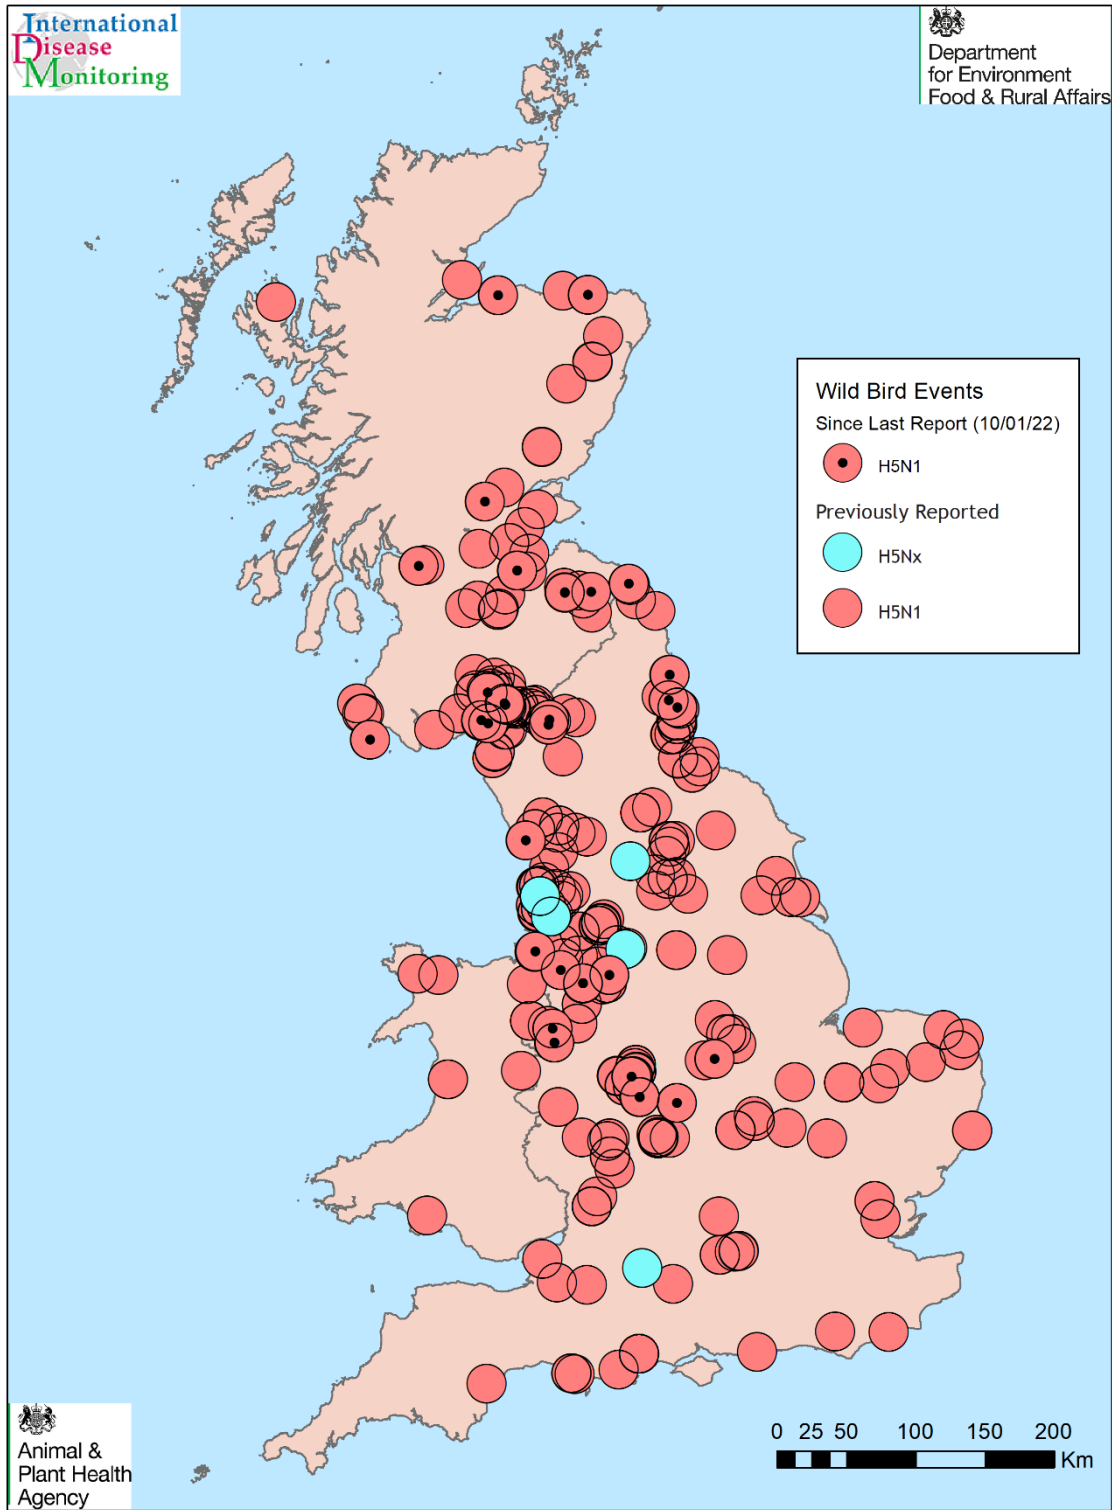 International
Disease
Monitoring
Department
for Environment
Food & Rural Affairs
Wild Bird Events
Since Last Report (10/01/22)
H5N1
Previously Reported
H5Nx
H5N1
0 25 50 100 150 200
Km
Animal &
Plant Health
Agency